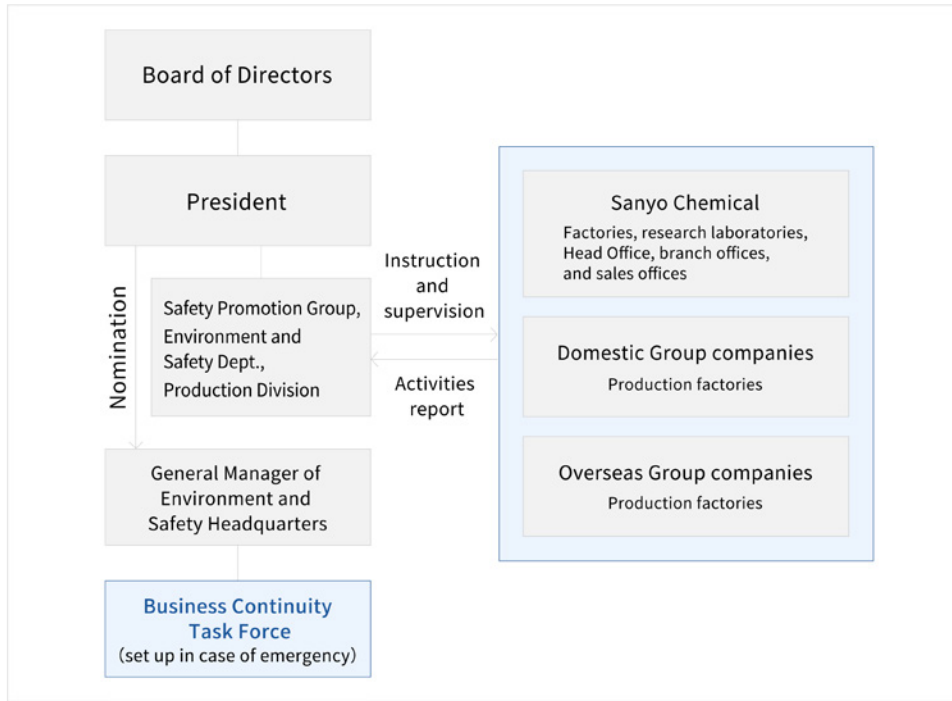 Board of Directors
President
Nomination
Safety Promotion Group,
Environment and
Safety Dept.,
Production Division
Instruction
and
supervision
Activities
report
General Manager of
Environment and
Safety Headquarters
Business Continuity
Task Force
(set up in case of emergency)
Sanyo Chemical
Factories, research laboratories,
Head Office, branch offices,
and sales offices
Domestic Group companies
Production factories
Overseas Group companies
Production factories